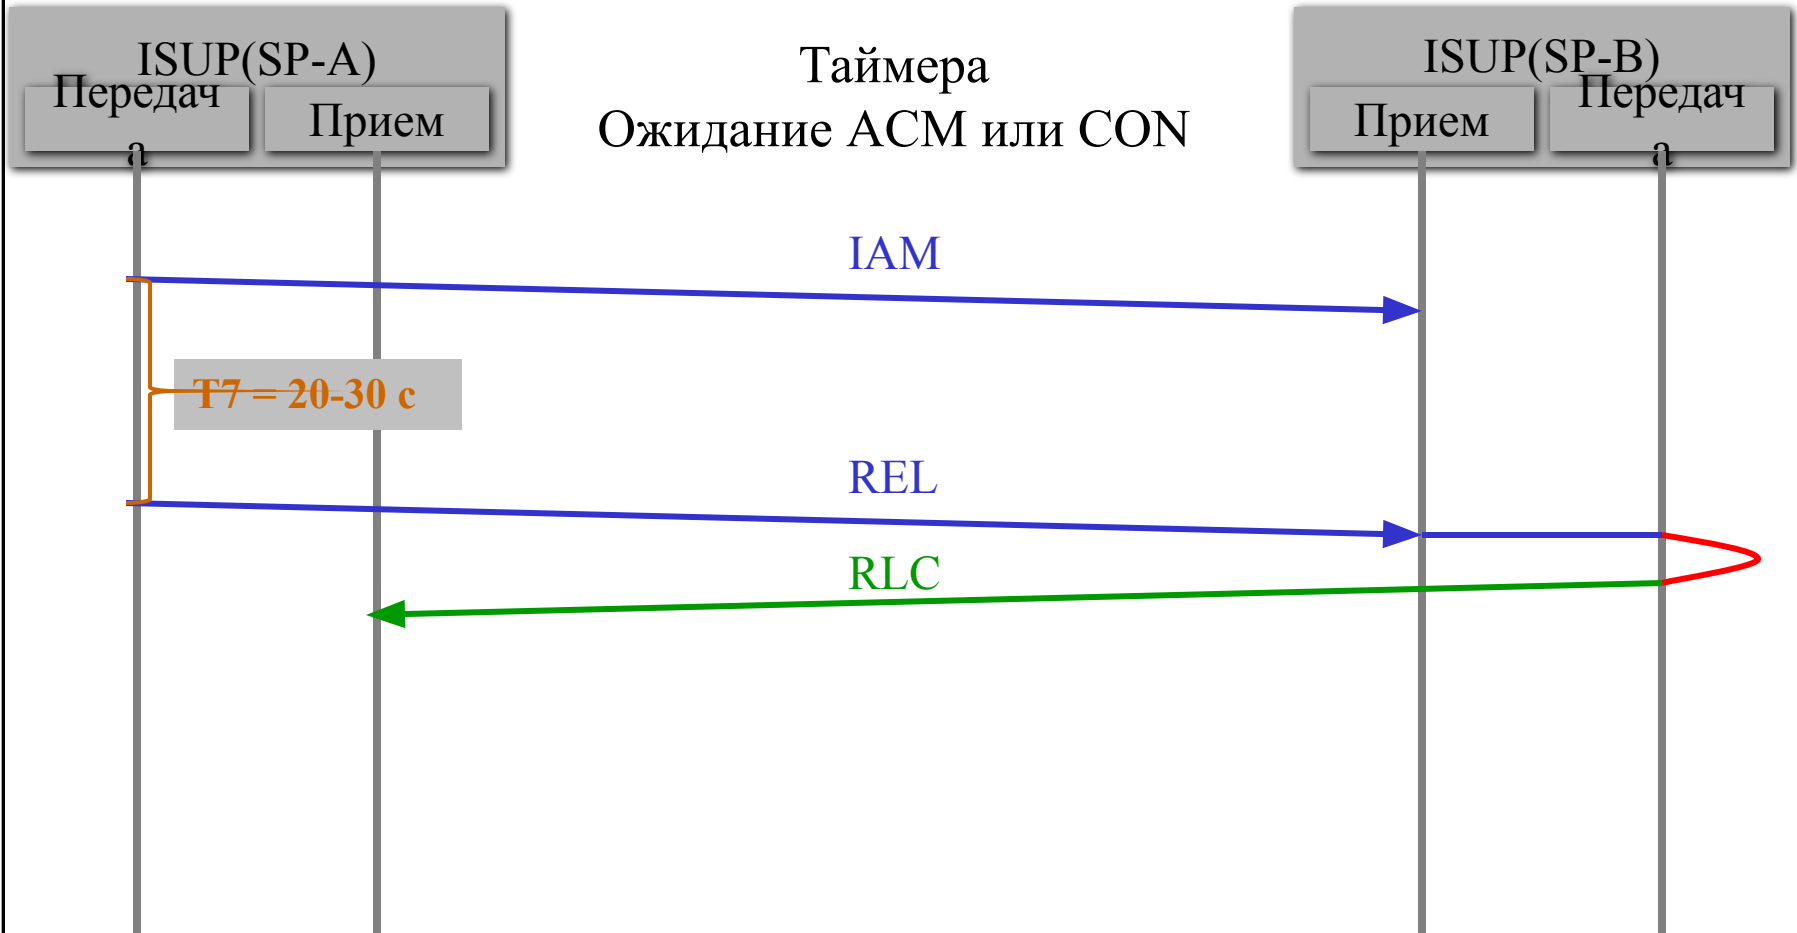 ISUP(SP-A)
Передач
а
Прием
Таймера
Ожидание ACM или CON
ISUP(SP-B)
Прием
Передач
а
IAM
T7 = 20-30 c
REL
RLC